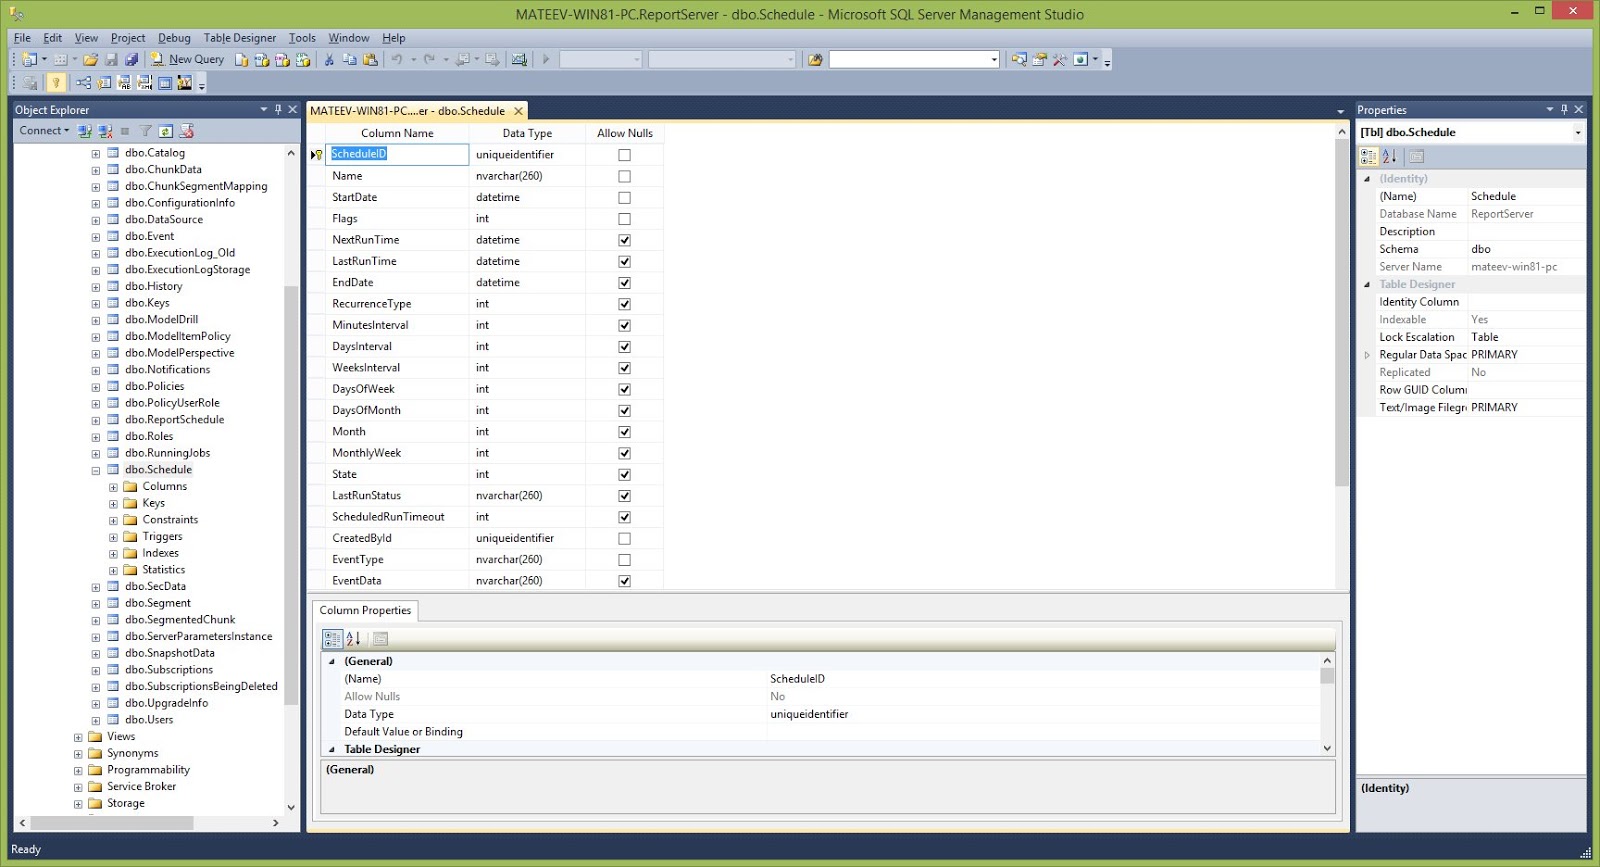 MATEEV-WIN81-PC.ReportServer - dbo.Schedule - Microsoft SQL Server Management Studio
File Edit View Project Debug Table Designer Tools Window Help
New Query
Object Explorer
Connect
dbo.Catalog
dbo.ChunkData
dbo.ChunkSegmentMapping
dbo.ConfigurationInfo
dbo.DataSource
dbo.Event
dbo.ExecutionLog_Old
dbo.ExecutionLogStorage
dbo.History
dbo.Keys
dbo.ModelDrill
dbo.ModelItemPolicy
dbo.ModelPerspective
dbo.Notifications
dbo.Policies
dbo.PolicyUserRole
dbo.ReportSchedule
dbo.Roles
dbo.RunningJobs
dbo.Schedule
Columns
Keys
Constraints
Triggers
Indexes
Statistics
dbo.SecData
dbo.Segment
dbo.SegmentedChunk
dbo.ServerParametersInstance
dbo.SnapshotData
dbo.Subscriptions
dbo.SubscriptionsBeingDeleted
dbo.UpgradeInfo
dbo.Users
Views
Synonyms
Programmability
Service Broker
Storage
MATEEV-WIN81-PC....er - dbo.Schedule
Column Name Data Type Allow Nulls
ScheduleID uniqueidentifier
Name nvarchar(260)
StartDate datetime
Flags int
NextRunTime datetime
LastRunTime datetime
EndDate datetime
RecurrenceType int
MinutesInterval int
DaysInterval int
WeeksInterval int
DaysOfWeek int
DaysOfMonth int
Month int
MonthlyWeek int
State int
LastRunStatus nvarchar(260)
ScheduledRunTimeout int
CreatedById uniqueidentifier
EventType nvarchar(260)
EventData nvarchar(260)
Column Properties
(General)
(Name) ScheduleID
Allow Nulls No
Data Type uniqueidentifier
Default Value or Binding
Table Designer
(General)
Properties
[Tbl] dbo.Schedule
(Identity)
(Name) Schedule
Database Name ReportServer
Description
Schema dbo
Server Name mateev-win81-pc
Table Designer
Identity Column
Indexable Yes
Lock Escalation Table
Regular Data Spac PRIMARY
Replicated No
Row GUID Colum
Text/Image Filegr PRIMARY
(Identity)
Ready